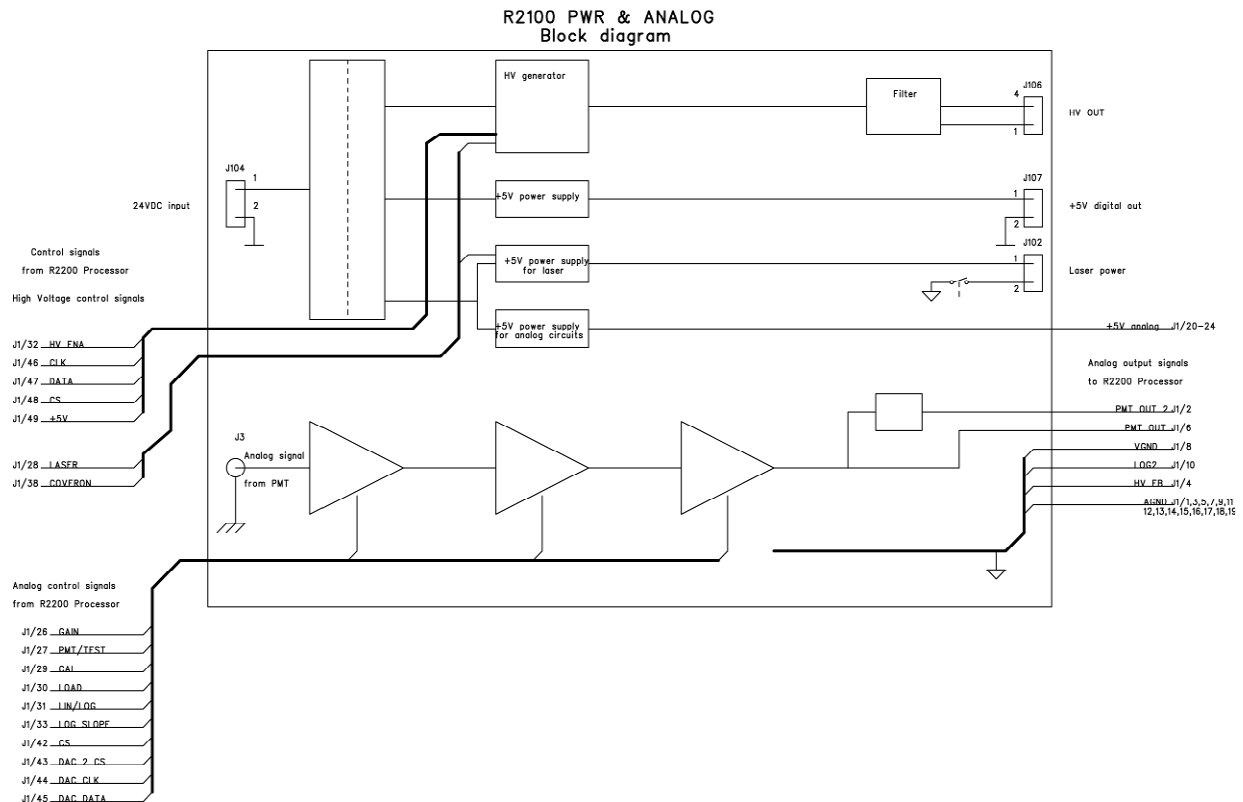 R2100 PWR & ANALOG
Block diagram
HV generator
Filter
J106
4
1
HV OUT
J104
1
2
24VDC input
+5V power supply
J107
1
2
+5V digital out
Control signals
from R2200 Processor
High Voltage control signals
+5V power supply
for laser
J102
1
2
Laser power
+5V power supply
for analog circuits
+5V analog J1/20-24
J1/32 HV ENA
J1/46 CLK
J1/47 DATA
J1/48 CS
J1/49 +5V
J1/28 LASER
J1/38 COVERON
Analog output signals
to R2200 Processor
PMT OUT 2 J1/2
PMT OUT J1/6
VGND J1/8
LOG2 J1/10
HV FB J1/4
AGND J1/1,3,5,7,9,11
12,13,14,15,16,17,18,19
J3
Analog signal
from PMT
Analog control signals
from R2200 Processor
J1/26 GAIN
J1/27 PMT/TEST
J1/29 CAL
J1/30 LOAD
J1/31 LIN/LOG
J1/33 LOG SLOPE
J1/42 CS
J1/43 DAC 2 CS
J1/44 DAC CLK
J1/45 DAC DATA